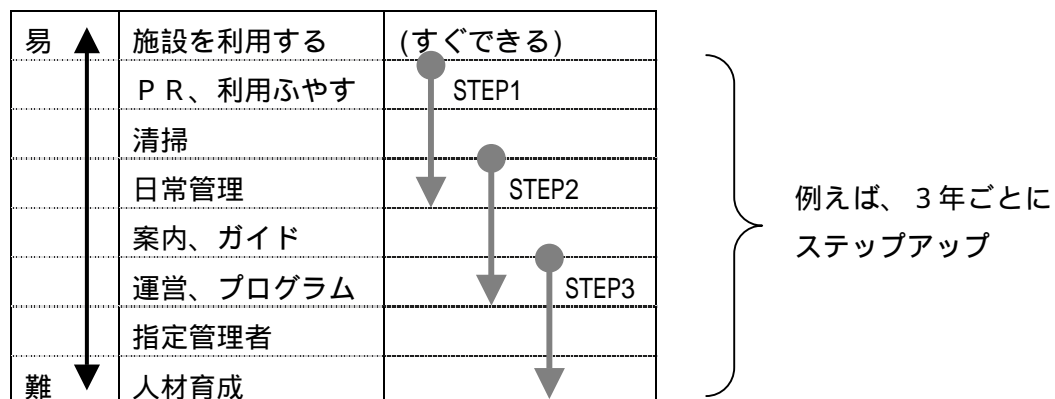 易 施設を利用する (すぐできる)
ＰＲ、利用ふやす STEP1
清掃
日常管理 STEP2
案内、ガイド
運営、プログラム STEP3
指定管理者
難 人材育成
例えば、３年ごとに
ステップアップ